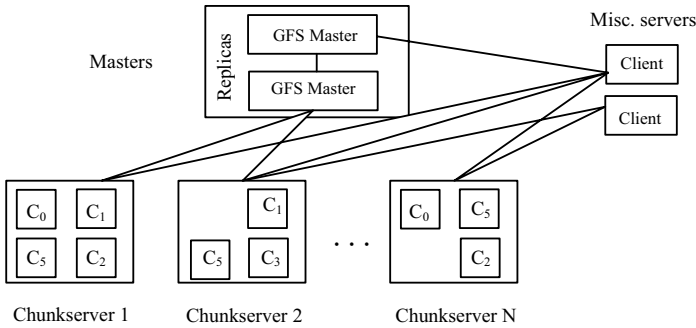 Misc. servers
Masters
Replicas
GFS Master
GFS Master
Client
Client
C₀ C₁
C₅ C₂
C₁
C₅ C₃
. . .
C₀ C₅
C₂
Chunkserver 1
Chunkserver 2
Chunkserver N